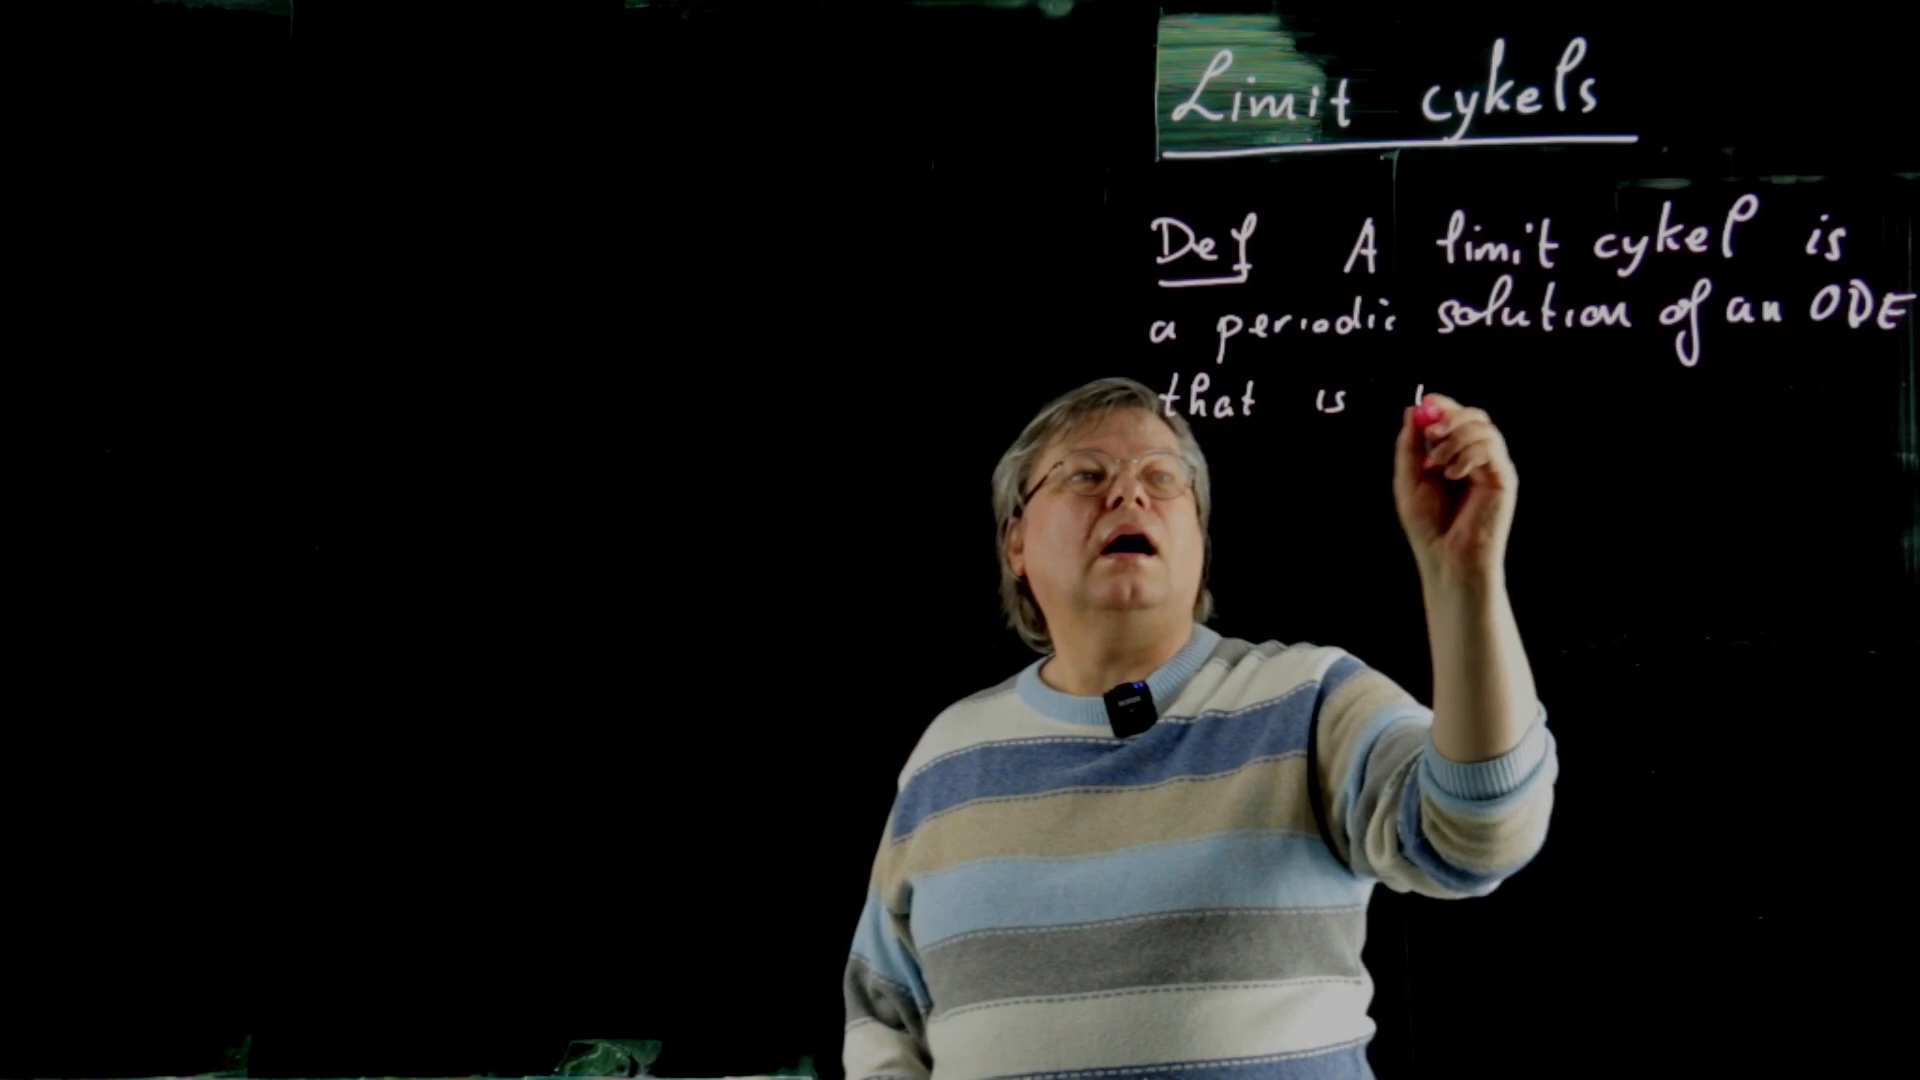 Limit cykels
Def A limit cykel is
a periodic solution of an ODE
that is